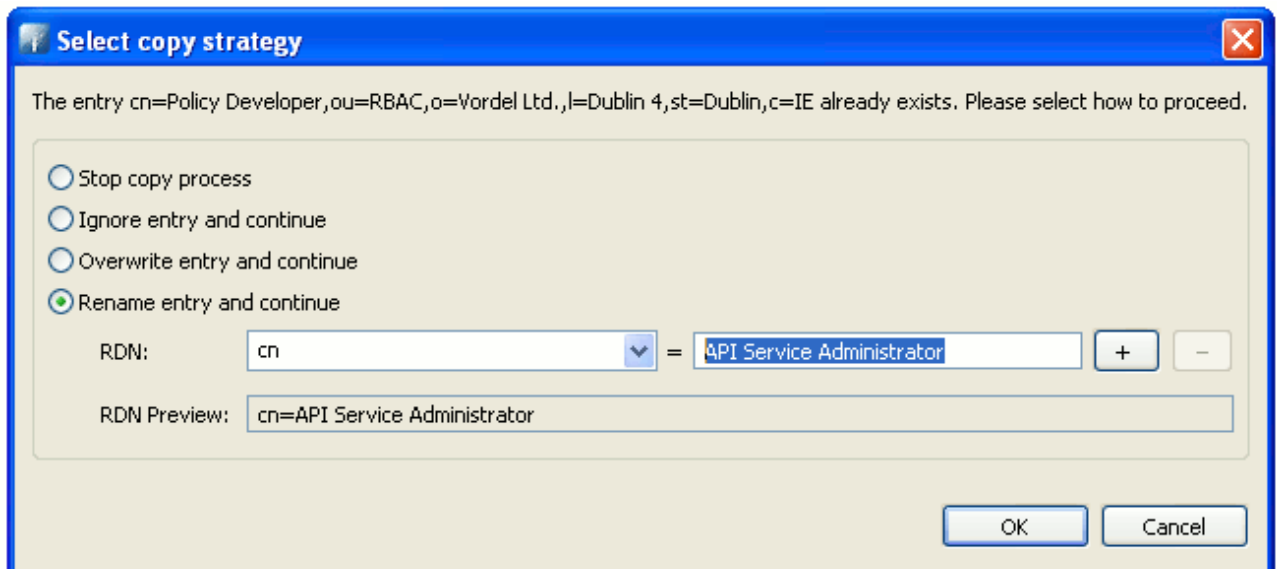 Select copy strategy
The entry cn=Policy Developer,ou=RBAC,o=Vordel Ltd.,l=Dublin 4,st=Dublin,c=IE already exists. Please select how to proceed.
Stop copy process
Ignore entry and continue
Overwrite entry and continue
Rename entry and continue
RDN: cn = API Service Administrator + -
RDN Preview: cn=API Service Administrator
OK Cancel